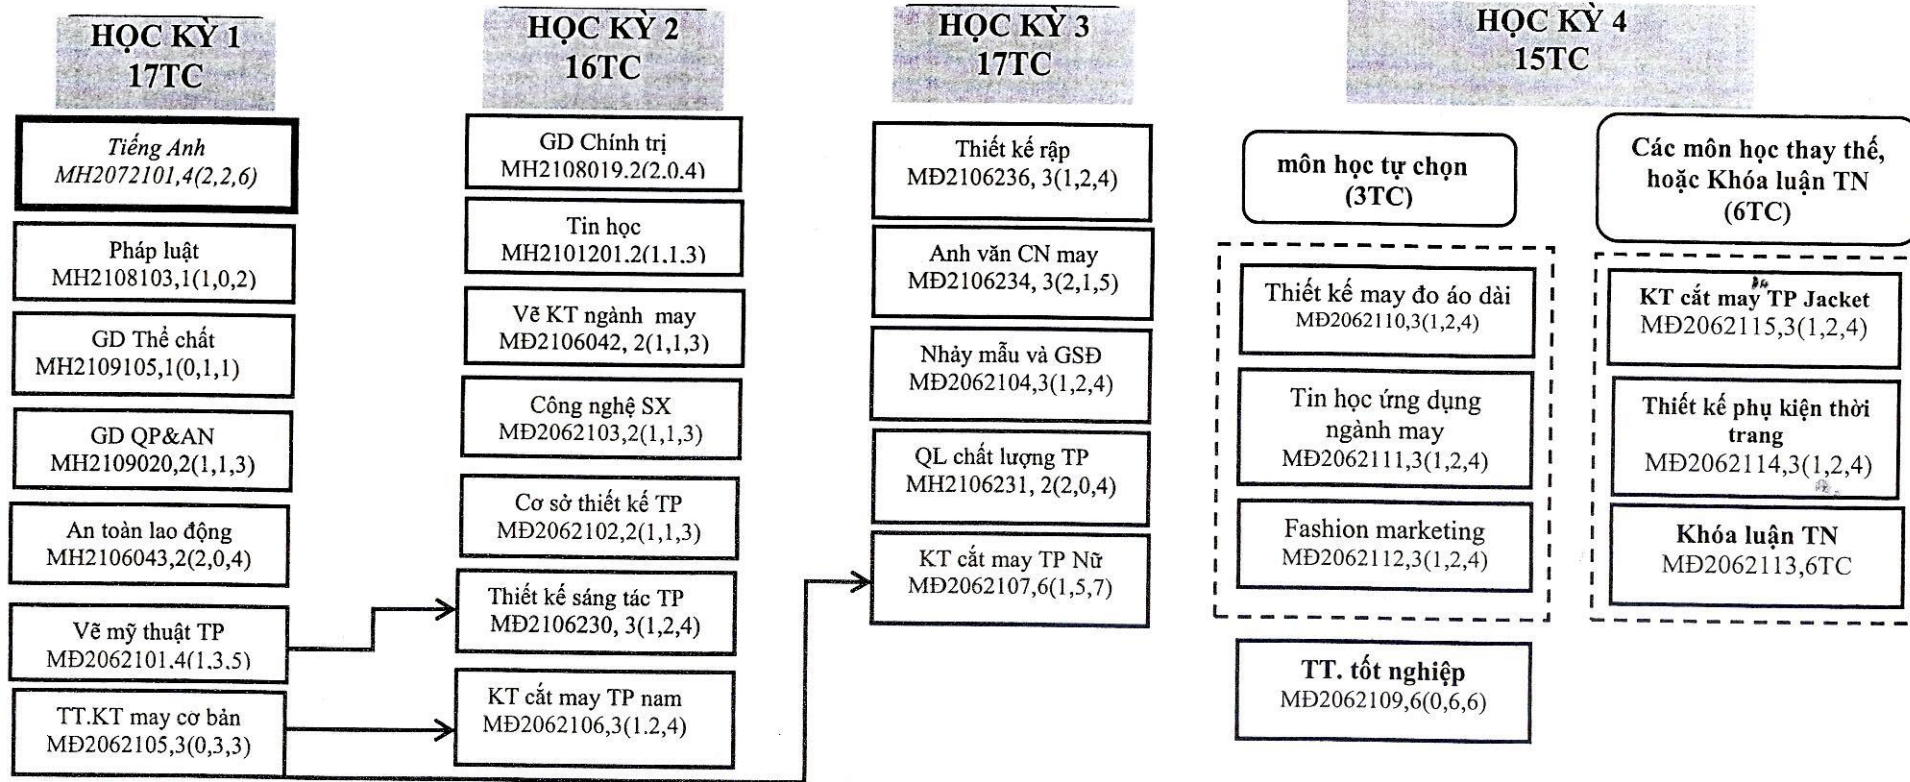 HỌC KỲ 1
17TC
Tiếng Anh
MH2072101,4(2,2,6)
Pháp luật
MH2108103,1(1,0,2)
GD Thể chất
MH2109105,1(0,1,1)
GD QP&AN
MH2109020,2(1,1,3)
An toàn lao động
MH2106043,2(2,0,4)
Vẽ mỹ thuật TP
MĐ2062101.4(1.3.5)
TT.KT may cơ bản
MĐ2062105,3(0,3,3)
HỌC KỲ 2
16TC
GD Chính trị
MH2108019.2(2.0.4)
Tin học
MH2101201.2(1.1.3)
Vẽ KT ngành may
MĐ2106042, 2(1,1,3)
Công nghệ SX
MĐ2062103,2(1,1,3)
Cơ sở thiết kế TP
MĐ2062102,2(1,1,3)
Thiết kế sáng tác TP
MĐ2106230, 3(1,2,4)
KT cắt may TP nam
MĐ2062106,3(1.2,4)
HỌC KỲ 3
17TC
Thiết kế rập
MĐ2106236, 3(1,2,4)
Anh văn CN may
MĐ2106234, 3(2,1,5)
Nhảy mẫu và GSĐ
MĐ2062104,3(1,2,4)
QL chất lượng TP
MH2106231, 2(2,0,4)
KT cắt may TP Nữ
MĐ2062107,6(1,5,7)
HỌC KỲ 4
15TC
môn học tự chọn
(3TC)
Thiết kế may đo áo dài
MĐ2062110,3(1,2,4)
Tin học ứng dụng
ngành may
MĐ2062111,3(1,2,4)
Fashion marketing
MĐ2062112,3(1,2,4)
TT. tốt nghiệp
MĐ2062109,6(0,6,6)
Các môn học thay thế,
hoặc Khóa luận TN
(6TC)
KT cắt may TP Jacket
MĐ2062115,3(1,2,4)
Thiết kế phụ kiện thời
trang
MĐ2062114,3(1,2,4)
Khóa luận TN
MĐ2062113,6TC